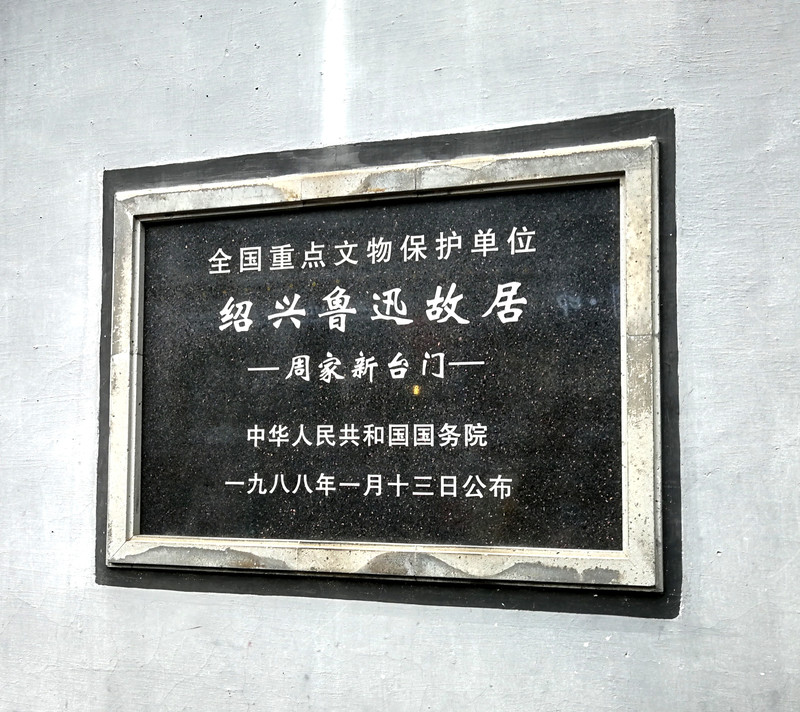 全国重点文物保护单位
绍兴鲁迅故居
—周家新台门—
中华人民共和国国务院
一九八八年一月十三日公布